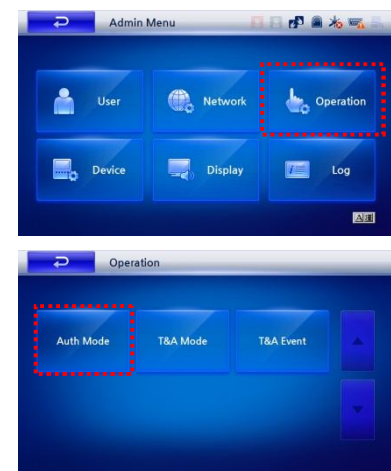 Admin Menu
User Network Operation
Device Display Log
Operation
Auth Mode T&A Mode T&A Event